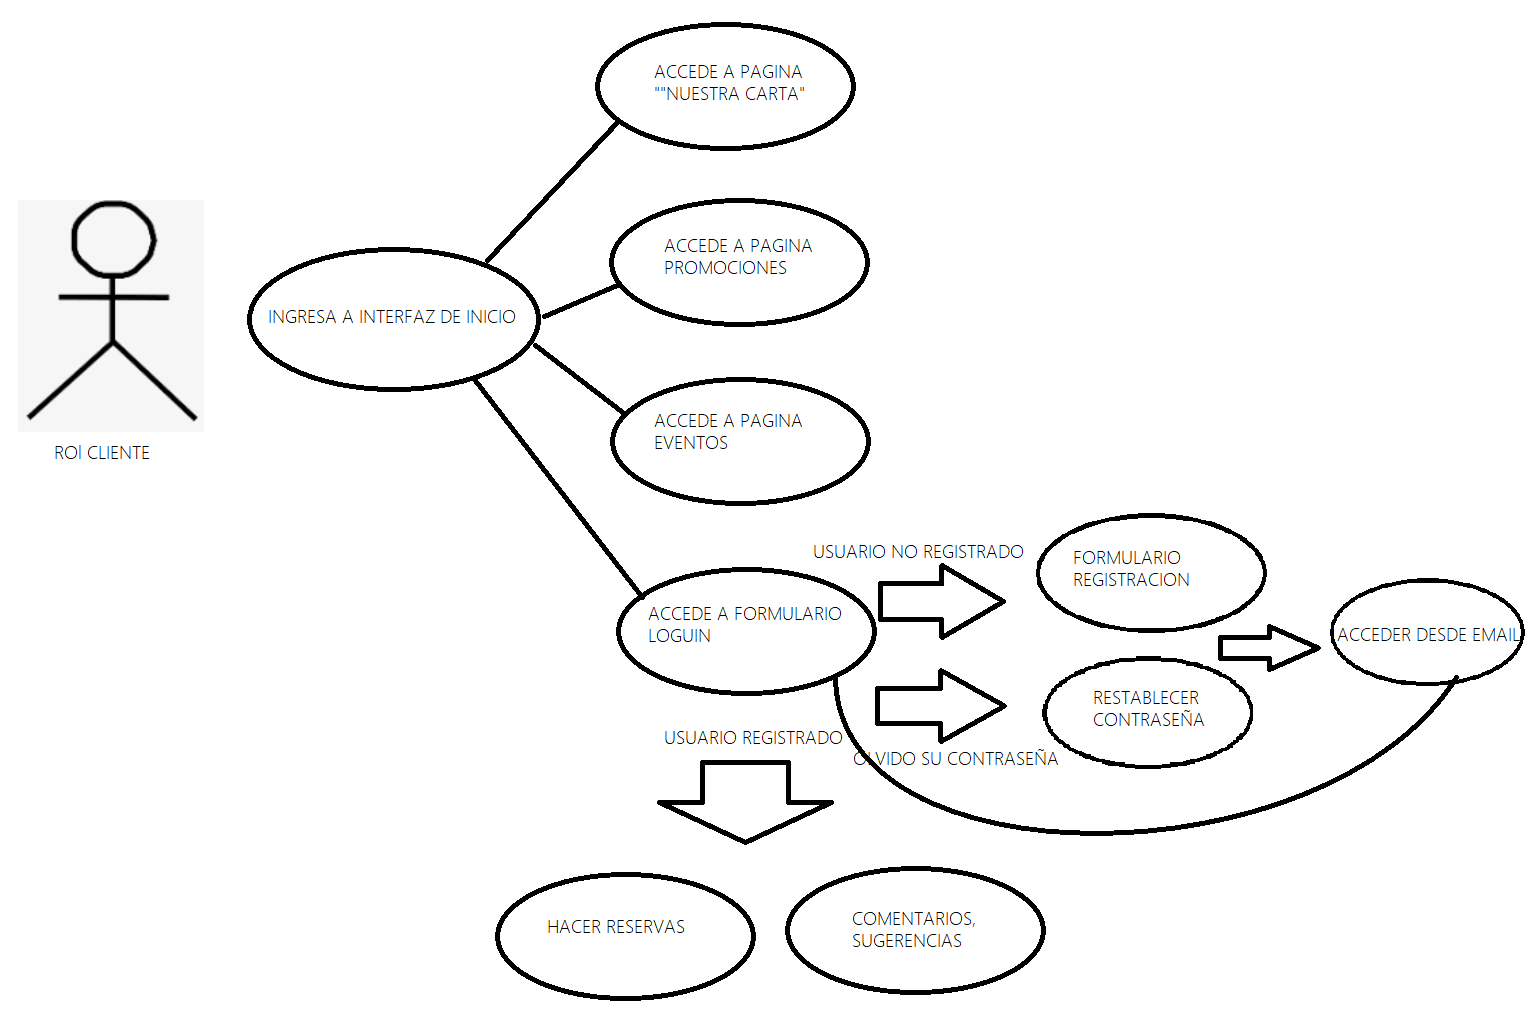 ACCEDE A PAGINA
""NUESTRA CARTA"
ACCEDE A PAGINA
PROMOCIONES
INGRESA A INTERFAZ DE INICIO
ACCEDE A PAGINA
EVENTOS
ROl CLIENTE
USUARIO NO REGISTRADO
FORMULARIO
REGISTRACION
ACCEDE A FORMULARIO
LOGUIN
ACCEDER DESDE EMAIL
RESTABLECER
CONTRASEÑA
USUARIO REGISTRADO
OLVIDO SU CONTRASEÑA
HACER RESERVAS
COMENTARIOS,
SUGERENCIAS